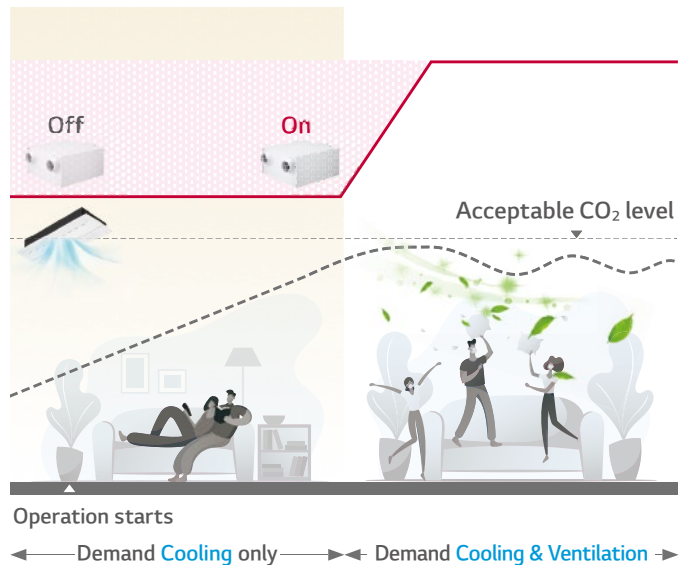 Off
On
Acceptable CO₂ level
Operation starts
Demand Cooling only
Demand Cooling & Ventilation